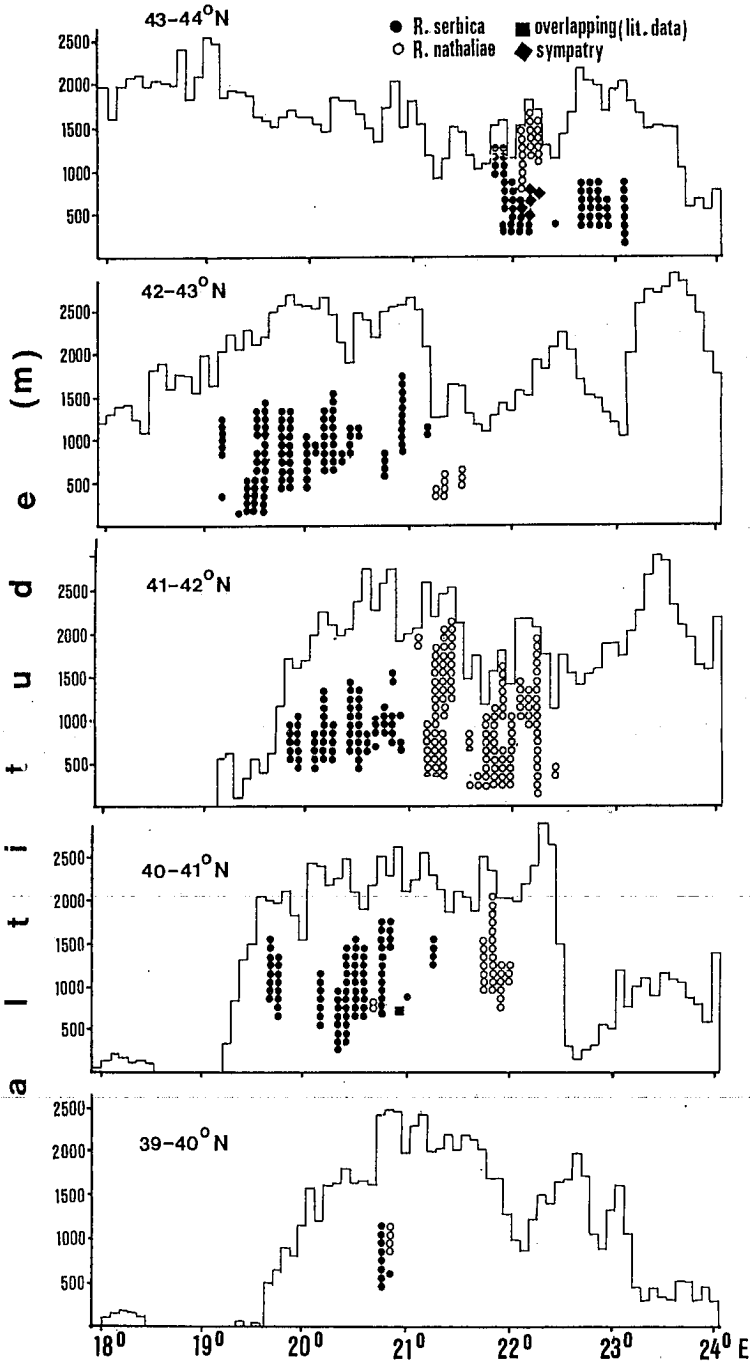 43-44°N
● R. serbica
■ overlapping (lit. data)
○ R. nathaliae
◆ sympatry
2500
2000
1500
1000
500
42-43°N
2500
2000
1500
1000
500
41-42°N
2500
2000
1500
1000
500
40-41°N
2500
2000
1500
1000
500
39-40°N
2500
2000
1500
1000
500
altitude (m)
18° 19° 20° 21° 22° 23° 24° E